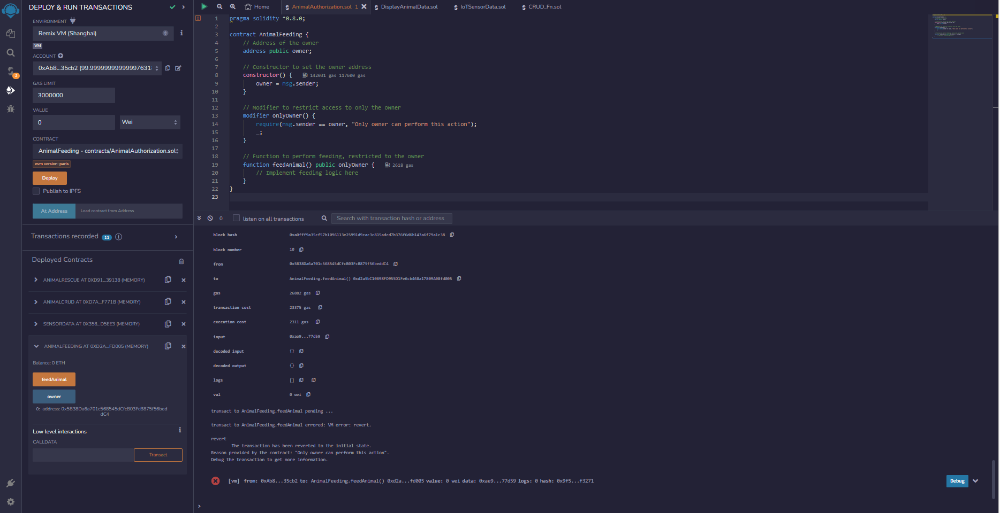 DEPLOY & RUN TRANSACTIONS
ENVIRONMENT
Remix VM (Shanghai)
VM
ACCOUNT
0xAb8...35cb2 (99.9999999999999763
GAS LIMIT
3000000
VALUE
0
Wei
CONTRACT
AnimalFeeding - contracts/AnimalAuthorization.sol
evm version: paris
Deploy
Publish to IPFS
At Address
Load contract from Address
Transactions recorded 11
Deployed Contracts
ANIMALRESCUE AT 0XD91...39138 (MEMORY)
ANIMALCRUD AT 0XD7A...F771B (MEMORY)
SENSORDATA AT 0X358...D5EE3 (MEMORY)
ANIMALFEEDING AT 0XD2A...FD005 (MEMORY)
Balance: 0 ETH
feedAnimal
owner
0: address: 0x5B38Da6a701c568545dCfcB03FcB875f56bed
dC4
Low level interactions
CALLDATA
Transact
1
Home
AnimalAuthorization.sol 1
DisplayAnimalData.sol
IoTSensorData.sol
CRUD_Fn.sol
1 pragma solidity ^0.8.0;
2
3 contract AnimalFeeding {
4 // Address of the owner
5 address public owner;
6
7 // Constructor to set the owner address
8 constructor() { 142031 gas 117600 gas
9 owner = msg.sender;
10 }
11
12 // Modifier to restrict access to only the owner
13 modifier onlyOwner() {
14 require(msg.sender == owner, "Only owner can perform this action");
15 _;
16 }
17
18 // Function to perform feeding, restricted to the owner
19 function feedAnimal() public onlyOwner { 2618 gas
20 // Implement feeding logic here
21 }
22 }
23
0
listen on all transactions
Search with transaction hash or address
block hash 0xa0fff9a35cf57b1096113e25991d9cac3c815adcd7b376f6d6b143a6f79a1c38
block number 10
from 0x5B38Da6a701c568545dCfcB03FcB875f56beddC4
to AnimalFeeding.feedAnimal() 0xd2a5bC10698FD955D1Fe6cb468a17809A08fd005
gas 26882 gas
transaction cost 23375 gas
execution cost 2311 gas
input 0xae9...77d59
decoded input {}
decoded output {}
logs []
val 0 wei
transact to AnimalFeeding.feedAnimal pending ...
transact to AnimalFeeding.feedAnimal errored: VM error: revert.
revert
The transaction has been reverted to the initial state.
Reason provided by the contract: "Only owner can perform this action".
Debug the transaction to get more information.
[vm] from: 0xAb8...35cb2 to: AnimalFeeding.feedAnimal() 0xd2a...fd005 value: 0 wei data: 0xae9...77d59 logs: 0 hash: 0x9f5...f3271
Debug
>